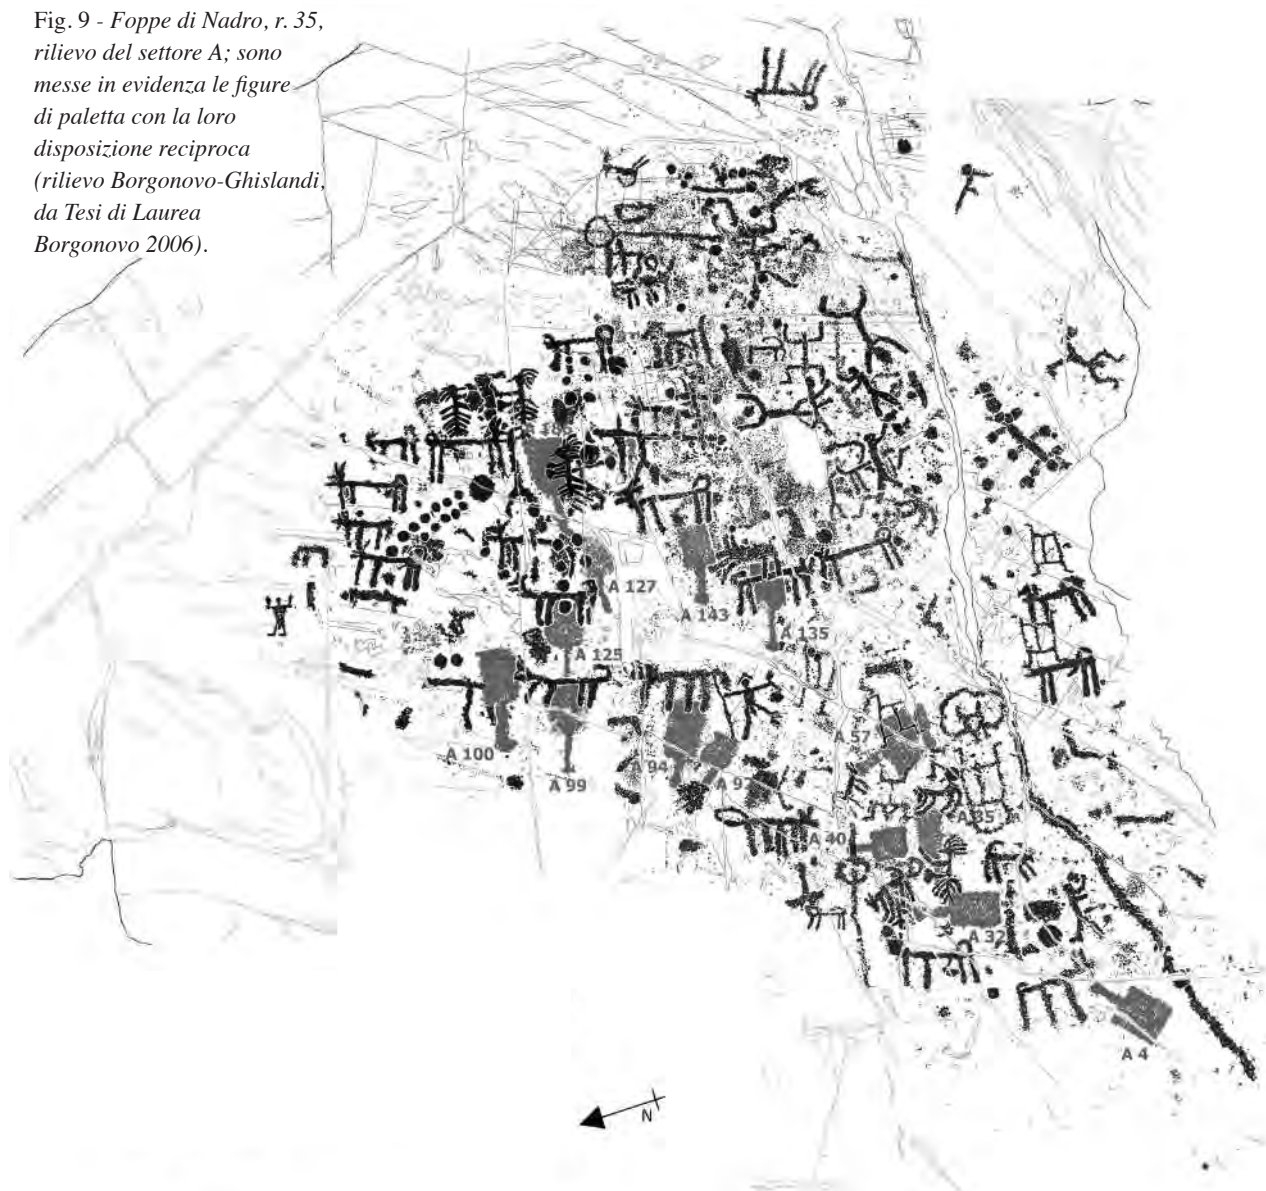 Fig. 9 - Foppe di Nadro, r. 35,
rilievo del settore A; sono
messe in evidenza le figure
di paletta con la loro
disposizione reciproca
(rilievo Borgonovo-Ghislandi,
da Tesi di Laurea
Borgonovo 2006).
A 127
A 143
A 135
A 125
A 57
A 100
A 94
A 99
A 35
A 40
A 32
A 4
N